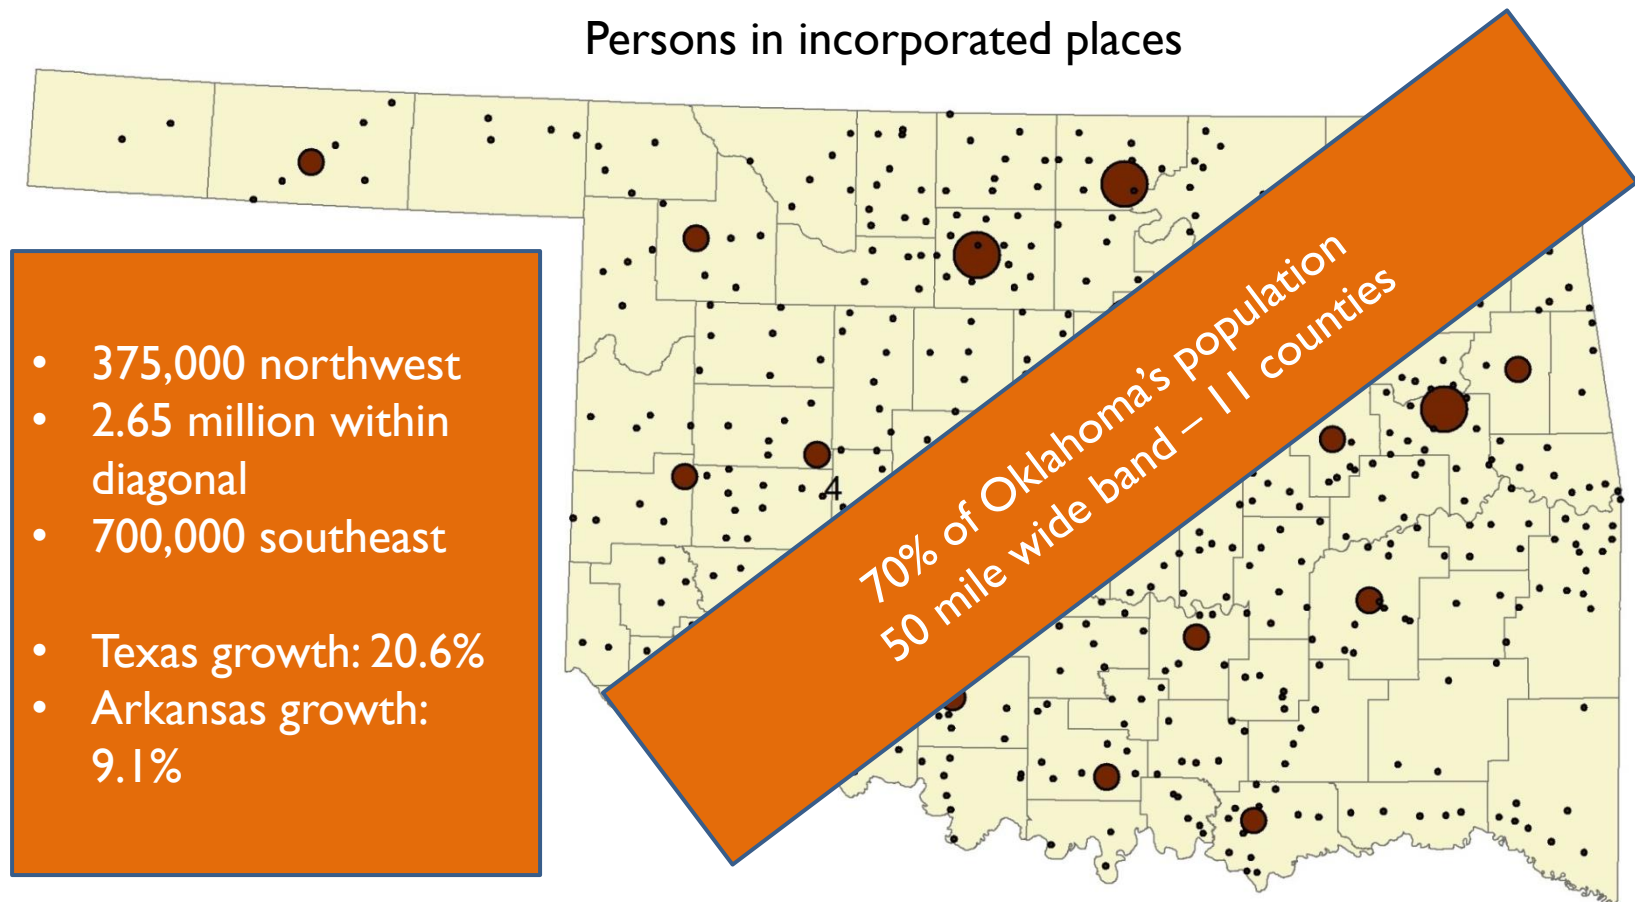 Persons in incorporated places
• 375,000 northwest
• 2.65 million within
diagonal
• 700,000 southeast
• Texas growth: 20.6%
• Arkansas growth:
9.1%
4
70% of Oklahoma’s population
50 mile wide band – 11 counties